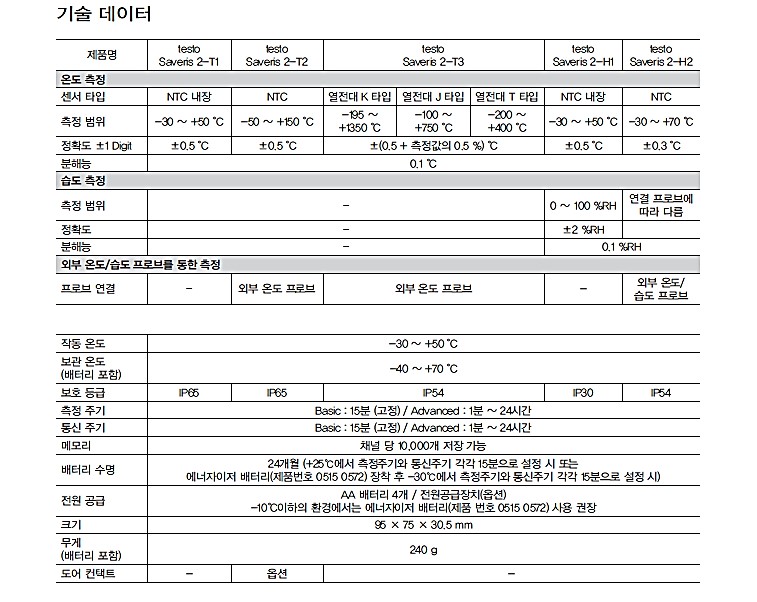 기술 데이터
제품명 testo Saveris 2-T1 testo Saveris 2-T2 testo Saveris 2-T3 testo Saveris 2-H1 testo Saveris 2-H2
온도 측정
센서 타입 NTC 내장 NTC 열전대 K 타입 열전대 J 타입 열전대 T 타입 NTC 내장 NTC
측정 범위 -30 ~ +50 ℃ -50 ~ +150 ℃ -195 ~ +1350 ℃ -100 ~ +750 ℃ -200 ~ +400 ℃ -30 ~ +50 ℃ -30 ~ +70 ℃
정확도 ±1 Digit ±0.5 ℃ ±0.5 ℃ ±(0.5 + 측정값의 0.5 %) ℃ ±0.5 ℃ ±0.3 ℃
분해능 0.1 ℃
습도 측정
측정 범위 - 0 ~ 100 %RH 연결 프로브에 따라 다름
정확도 - ±2 %RH
분해능 - 0.1 %RH
외부 온도/습도 프로브를 통한 측정
프로브 연결 - 외부 온도 프로브 외부 온도 프로브 - 외부 온도/습도 프로브
작동 온도 -30 ~ +50 ℃
보관 온도 (배터리 포함) -40 ~ +70 ℃
보호 등급 IP65 IP65 IP54 IP30 IP54
측정 주기 Basic : 15분 (고정) / Advanced : 1분 ~ 24시간
통신 주기 Basic : 15분 (고정) / Advanced : 1분 ~ 24시간
메모리 채널 당 10,000개 저장 가능
배터리 수명 24개월 (+25℃에서 측정주기와 통신주기 각각 15분으로 설정 시 또는
에너자이저 배터리(제품번호 0515 0572) 장착 후 -30℃에서 측정주기와 통신주기 각각 15분으로 설정 시)
전원 공급 AA 배터리 4개 / 전원공급장치(옵션)
-10℃이하의 환경에서는 에너자이저 배터리(제품 번호 0515 0572) 사용 권장
크기 95 × 75 × 30.5 mm
무게 (배터리 포함) 240 g
도어 컨택트 - 옵션 -